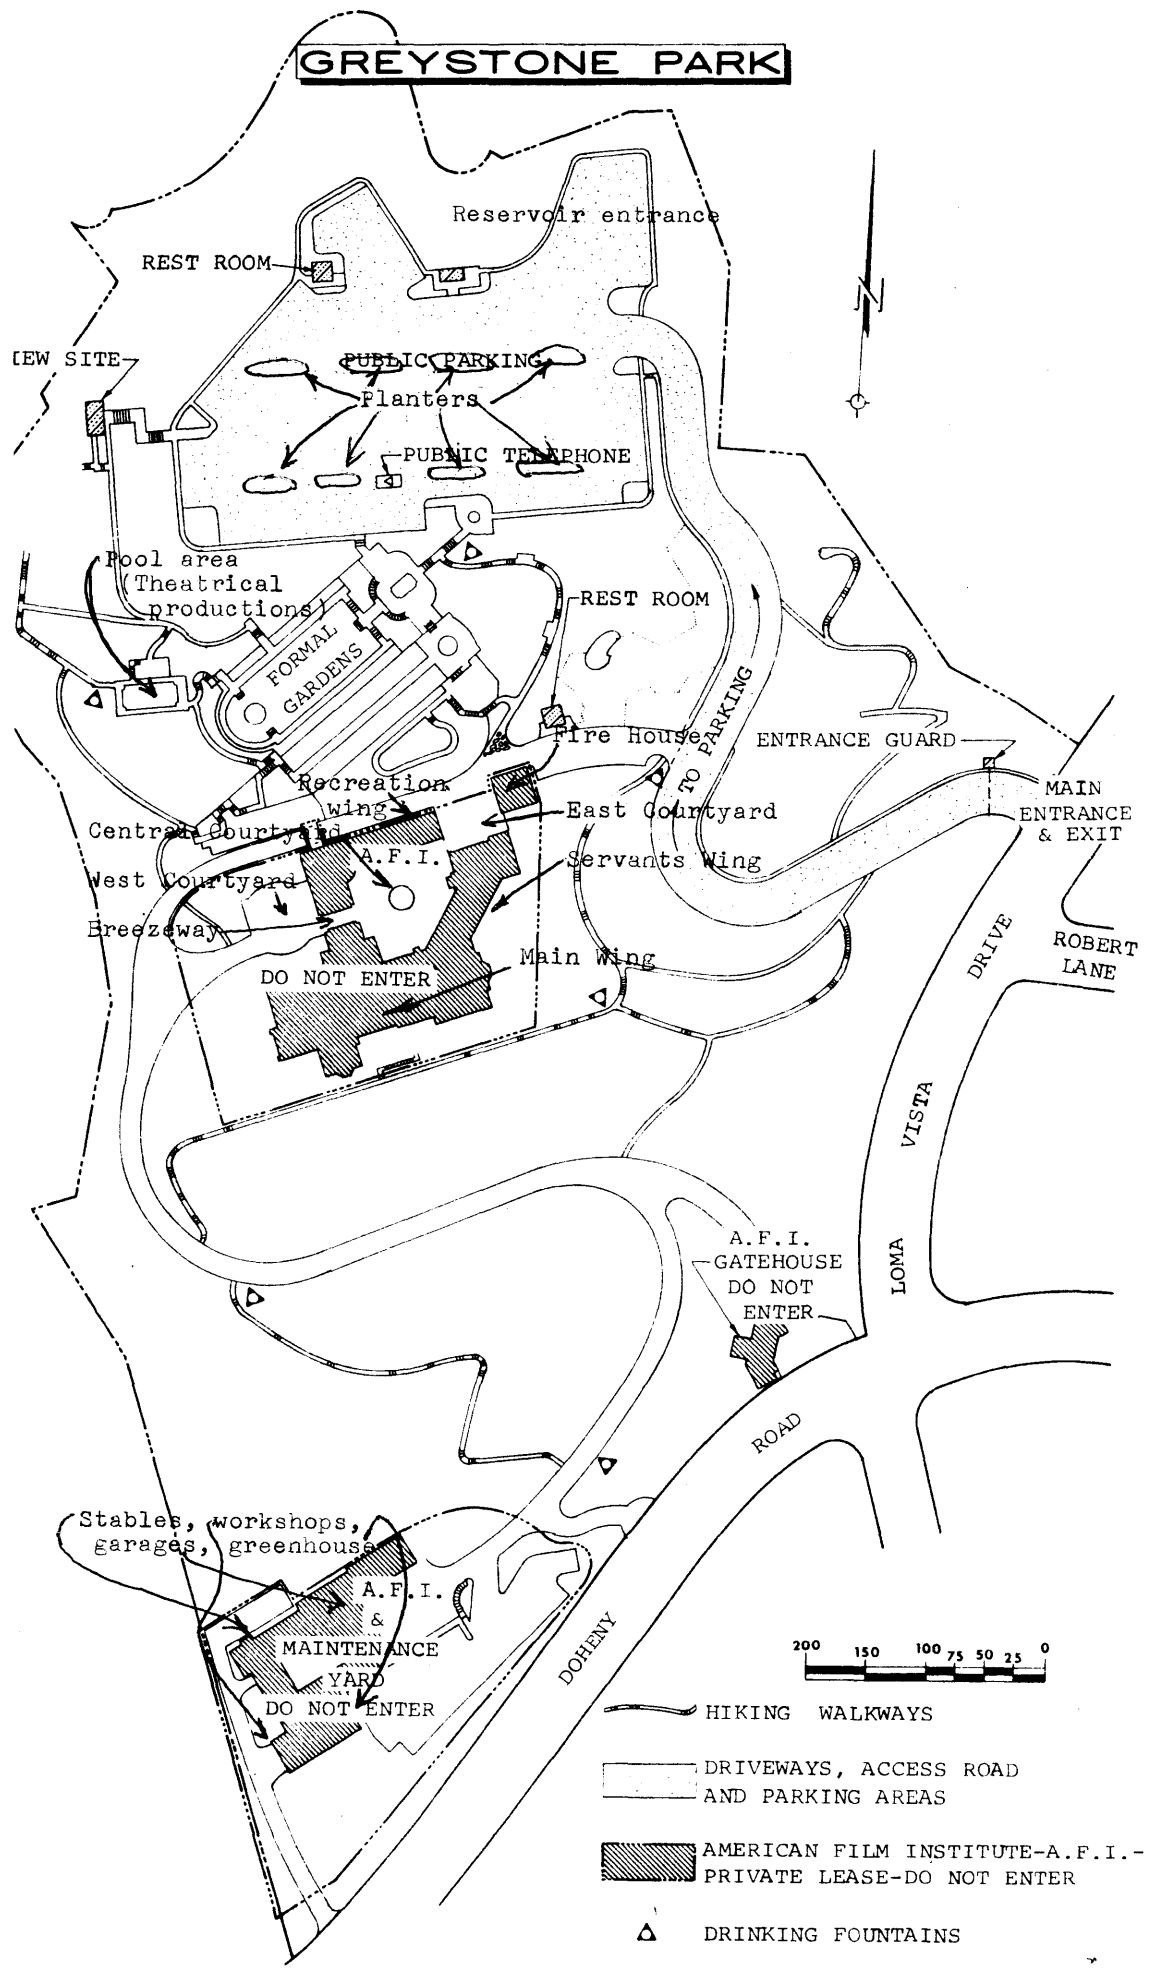 GREYSTONE PARK
Reservoir entrance
REST ROOM
N
IEW SITE
PUBLIC PARKING
Planters
PUBLIC TELEPHONE
Pool area
(Theatrical
productions)
REST ROOM
FORMAL
GARDENS
TO PARKING
Fire House
ENTRANCE GUARD
MAIN
ENTRANCE
& EXIT
Recreation
wing
East Courtyard
Central Courtyard
A.F.I.
Servants Wing
West Courtyard
Breezeway
Main Wing
DO NOT ENTER
ROBERT
LANE
LOMA VISTA DRIVE
A.F.I.
GATEHOUSE
DO NOT
ENTER
DOHENY ROAD
Stables, workshops,
garages, greenhouse
A.F.I.
&
MAINTENANCE
YARD
DO NOT ENTER
200 150 100 75 50 25 0
HIKING WALKWAYS
DRIVEWAYS, ACCESS ROAD
AND PARKING AREAS
AMERICAN FILM INSTITUTE-A.F.I.-
PRIVATE LEASE-DO NOT ENTER
DRINKING FOUNTAINS